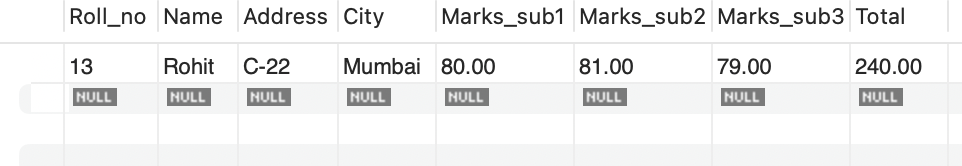 Roll_no Name Address City Marks_sub1 Marks_sub2 Marks_sub3 Total
13 Rohit C-22 Mumbai 80.00 81.00 79.00 240.00
NULL NULL NULL NULL NULL NULL NULL NULL